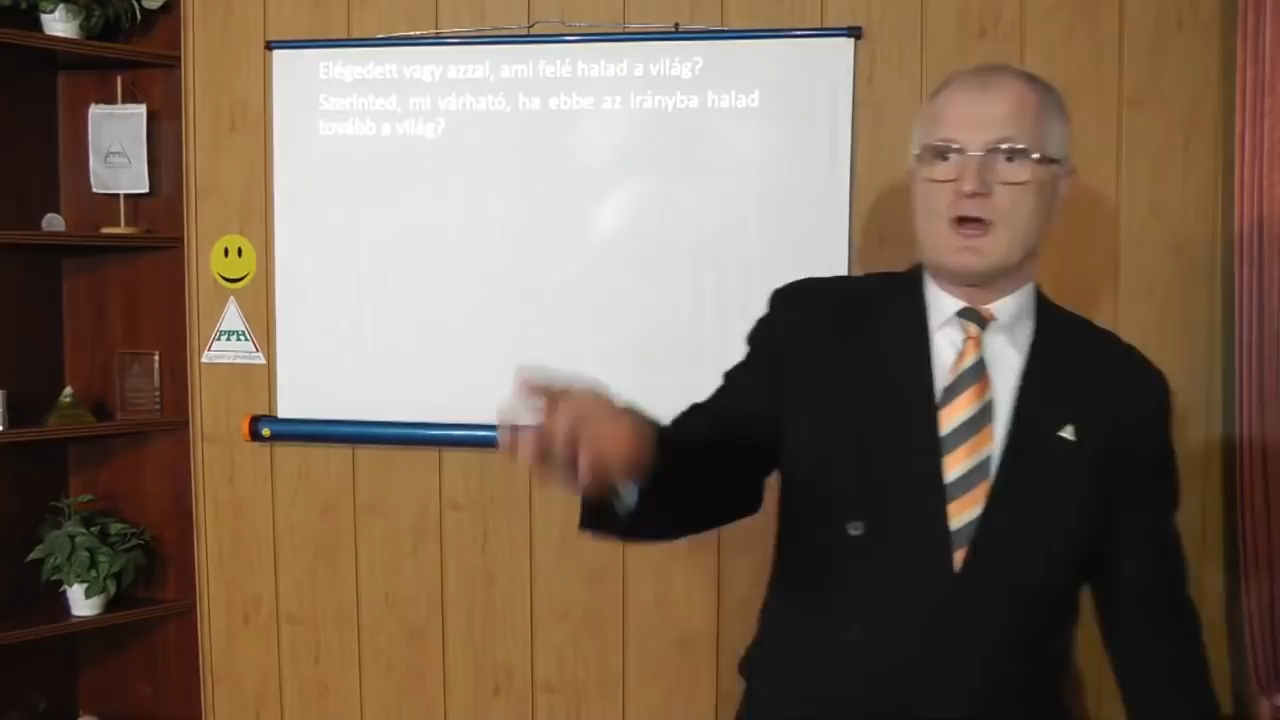 Elégedett vagy azzal, ami felé halad a világ?
Szerinted, mi várható, ha ebbe az irányba halad
tovább a világ?
PPH